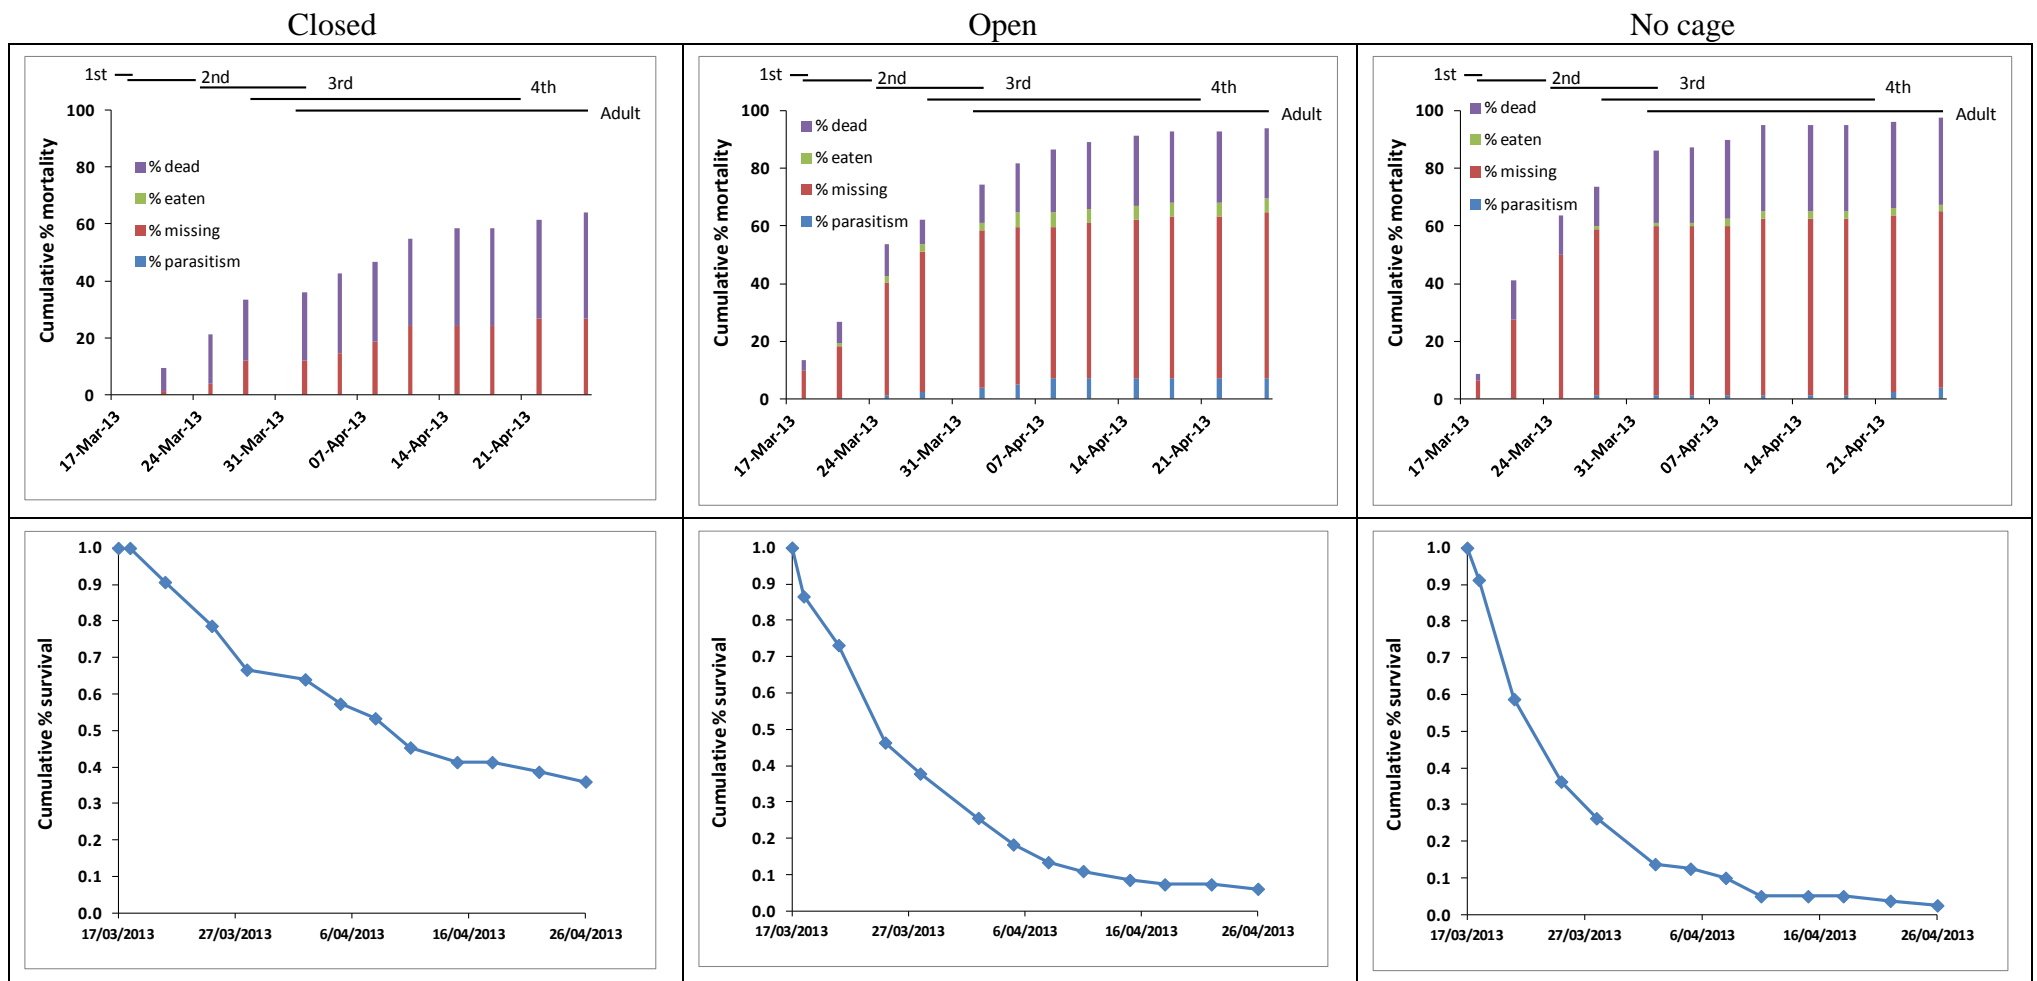 Closed
Open
No cage
1st
2nd
3rd
4th
Adult
Cumulative % mortality
100
80
60
40
20
0
% dead
% eaten
% missing
% parasitism
17-Mar-13
24-Mar-13
31-Mar-13
07-Apr-13
14-Apr-13
21-Apr-13
1st
2nd
3rd
4th
Adult
Cumulative % mortality
100
80
60
40
20
0
% dead
% eaten
% missing
% parasitism
17-Mar-13
24-Mar-13
31-Mar-13
07-Apr-13
14-Apr-13
21-Apr-13
1st
2nd
3rd
4th
Adult
Cumulative % mortality
100
80
60
40
20
0
% dead
% eaten
% missing
% parasitism
17-Mar-13
24-Mar-13
31-Mar-13
07-Apr-13
14-Apr-13
21-Apr-13
Cumulative % survival
1.0
0.9
0.8
0.7
0.6
0.5
0.4
0.3
0.2
0.1
0.0
17/03/2013
27/03/2013
6/04/2013
16/04/2013
26/04/2013
Cumulative % survival
1.0
0.9
0.8
0.7
0.6
0.5
0.4
0.3
0.2
0.1
0.0
17/03/2013
27/03/2013
6/04/2013
16/04/2013
26/04/2013
Cumulative % survival
1.0
0.9
0.8
0.7
0.6
0.5
0.4
0.3
0.2
0.1
0.0
17/03/2013
27/03/2013
6/04/2013
16/04/2013
26/04/2013